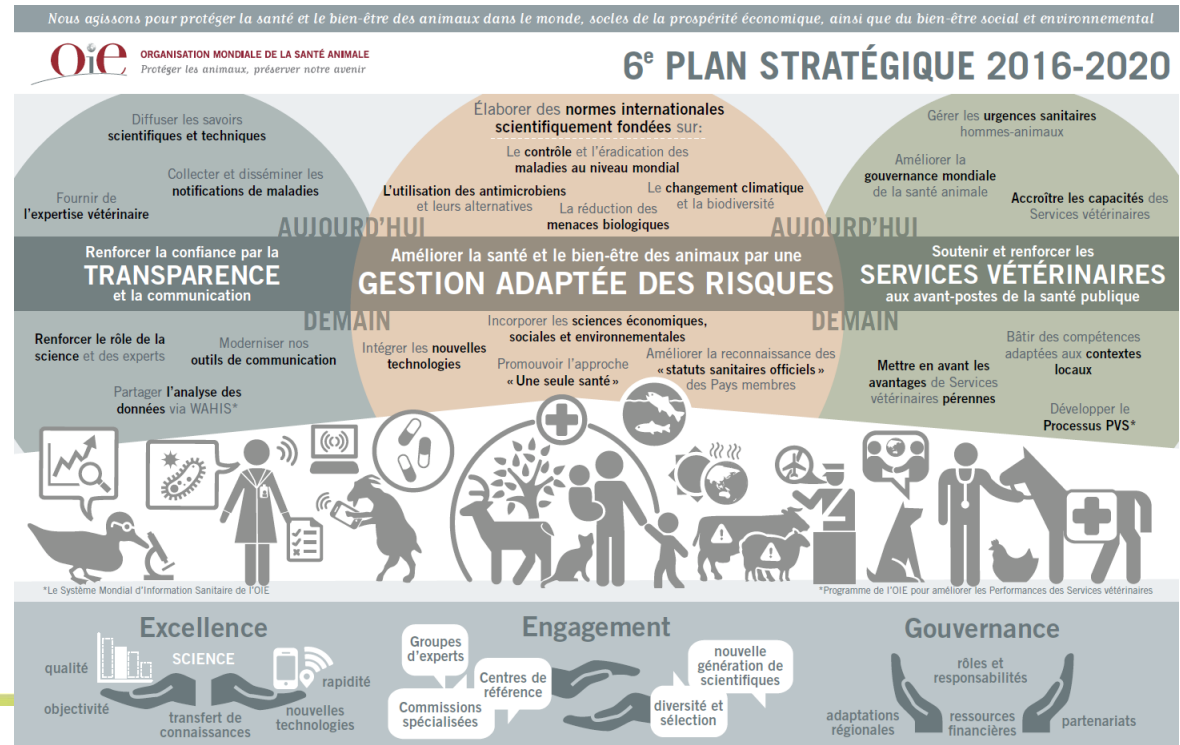 Nous agissons pour protéger la santé et le bien-être des animaux dans le monde, socles de la prospérité économique, ainsi que du bien-être social et environnemental
OiE
ORGANISATION MONDIALE DE LA SANTÉ ANIMALE
Protéger les animaux, préserver notre avenir
6e PLAN STRATÉGIQUE 2016-2020
Diffuser les savoirs
scientifiques et techniques
Collecter et disséminer les
notifications de maladies
Fournir de
l'expertise vétérinaire
AUJOURD'HUI
Renforcer la confiance par la
TRANSPARENCE
et la communication
DEMAIN
Renforcer le rôle de la
science et des experts
Moderniser nos
outils de communication
Partager l'analyse des
données via WAHIS*
Élaborer des normes internationales
scientifiquement fondées sur:
Le contrôle et l'éradication des
maladies au niveau mondial
L'utilisation des antimicrobiens
et leurs alternatives
Le changement climatique
et la biodiversité
La réduction des
menaces biologiques
AUJOURD'HUI
Améliorer la santé et le bien-être des animaux par une
GESTION ADAPTÉE DES RISQUES
DEMAIN
Incorporer les sciences économiques,
sociales et environnementales
Intégrer les nouvelles
technologies
Promouvoir l'approche
« Une seule santé »
Améliorer la reconnaissance des
« statuts sanitaires officiels »
des Pays membres
Gérer les urgences sanitaires
hommes-animaux
Améliorer la
gouvernance mondiale
de la santé animale
Accroître les capacités des
Services vétérinaires
Soutenir et renforcer les
SERVICES VÉTÉRINAIRES
aux avant-postes de la santé publique
Bâtir des compétences
adaptées aux contextes
locaux
Mettre en avant les
avantages de Services
vétérinaires pérennes
Développer le
Processus PVS*
*Le Système Mondial d'Information Sanitaire de l'OIE
*Programme de l'OIE pour améliorer les Performances des Services vétérinaires
Excellence
SCIENCE
qualité
rapidité
objectivité
transfert de
connaissances
nouvelles
technologies
Engagement
Groupes
d'experts
Centres de
référence
Commissions
spécialisées
nouvelle
génération de
scientifiques
diversité et
sélection
Gouvernance
rôles et
responsabilités
adaptations
régionales
ressources
financières
partenariats